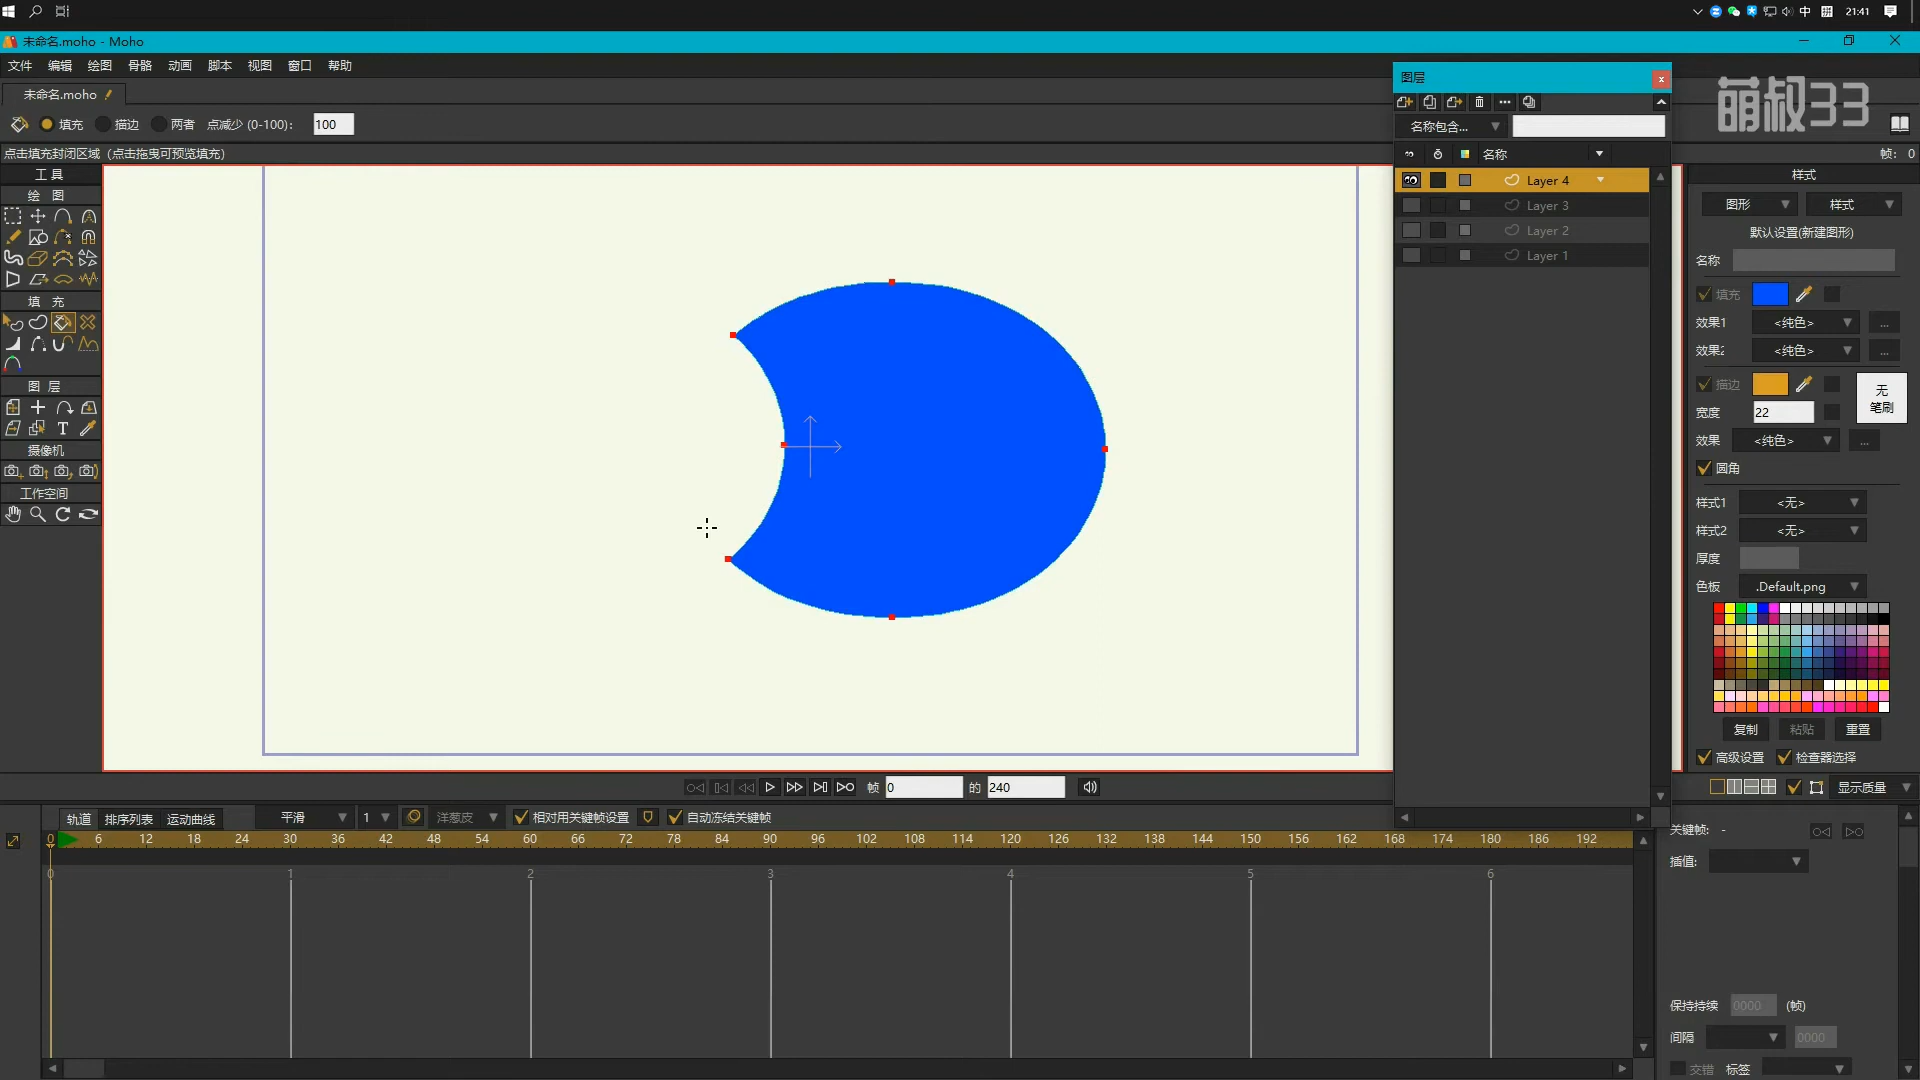 中
拼
21:41
未命名.moho - Moho
文件 编辑 绘图 骨骼 动画 脚本 视图 窗口 帮助
未命名.moho
填充 描边 两者 点减少 (0-100): 100
点击填充封闭区域（点击拖曳可预览填充）
帧: 0
萌叔33
工具
绘 图
填 充
图 层
T
摄像机
工作空间
图层
x
名称包含...
名称
Layer 4
Layer 3
Layer 2
Layer 1
样式
图形 样式
默认设置(新建图形)
名称
填充
效果1 <纯色> ...
效果2 <纯色> ...
描边
无
笔刷
宽度 22
效果 <纯色> ...
圆角
样式1 <无>
样式2 <无>
厚度
色板 .Default.png
复制 粘贴 重置
高级设置 检查器选择
帧 0 的 240
显示质量
轨道 排序列表 运动曲线 平滑 1 洋葱皮 相对用关键帧设置 自动冻结关键帧
0 6 12 18 24 30 36 42 48 54 60 66 72 78 84 90 96 102 108 114 120 126 132 138 144 150 156 162 168 174 180 186 192
0 1 2 3 4 5 6
关键帧: -
插值:
保持持续 0000 (帧)
间隔 0000
交错 标签